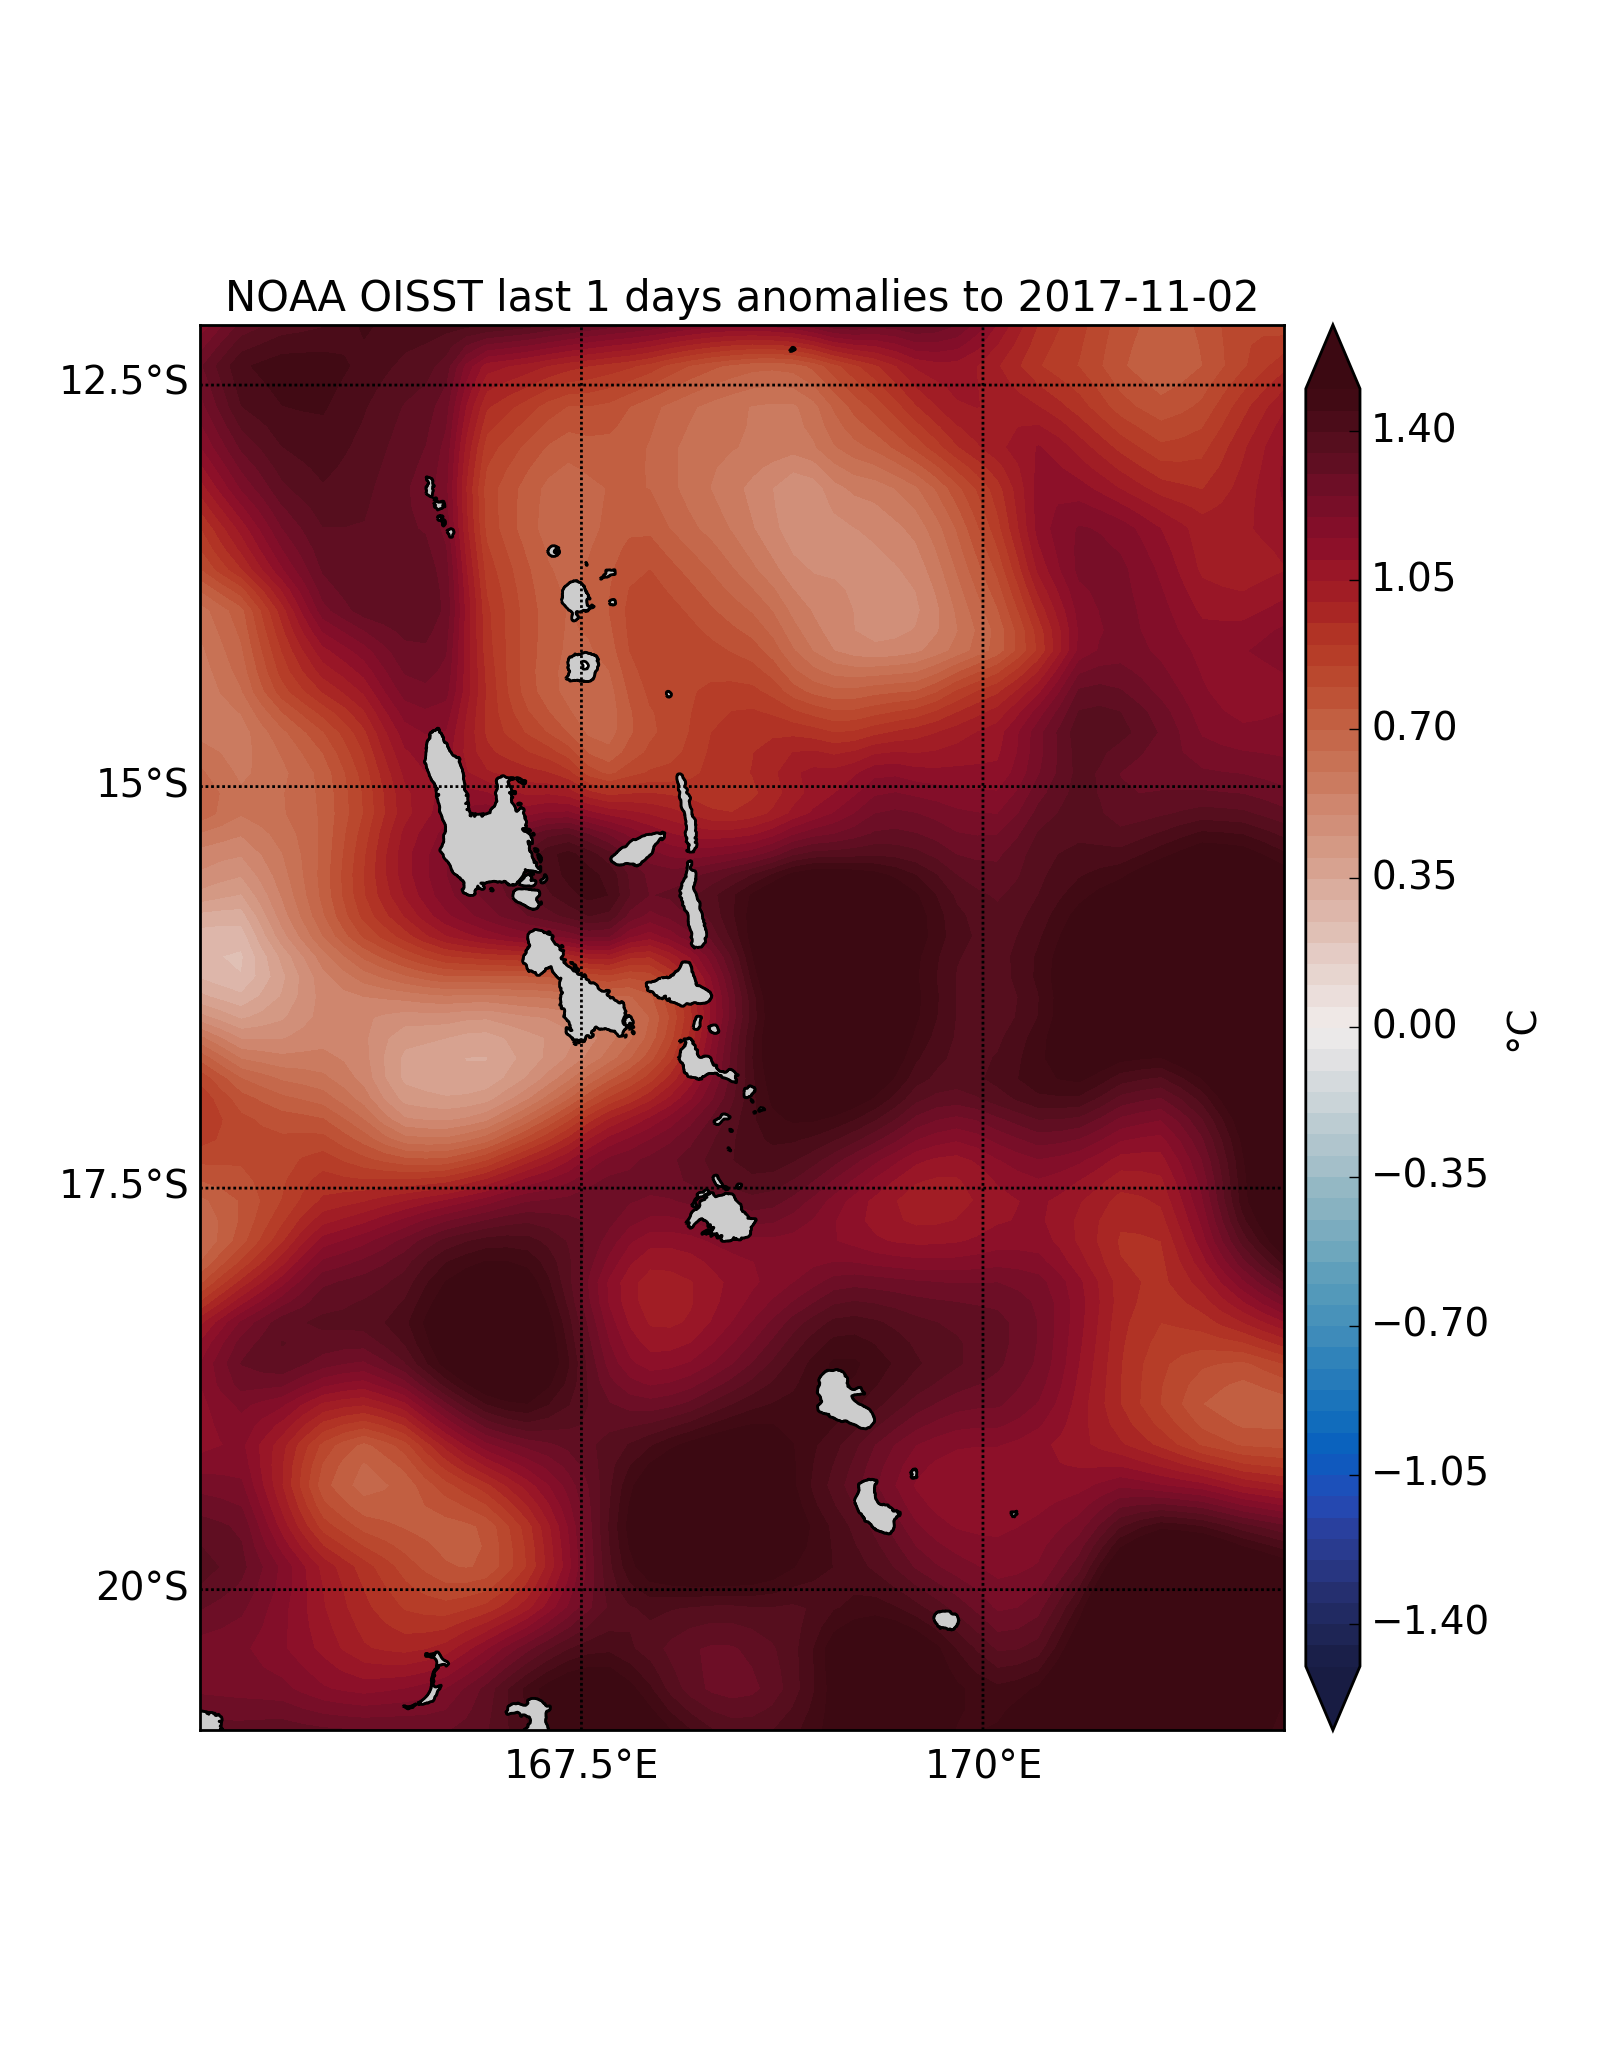 NOAA OISST last 1 days anomalies to 2017-11-02
12.5°S
15°S
17.5°S
20°S
167.5°E
170°E
1.40
1.05
0.70
0.35
0.00
−0.35
−0.70
−1.05
−1.40
°C